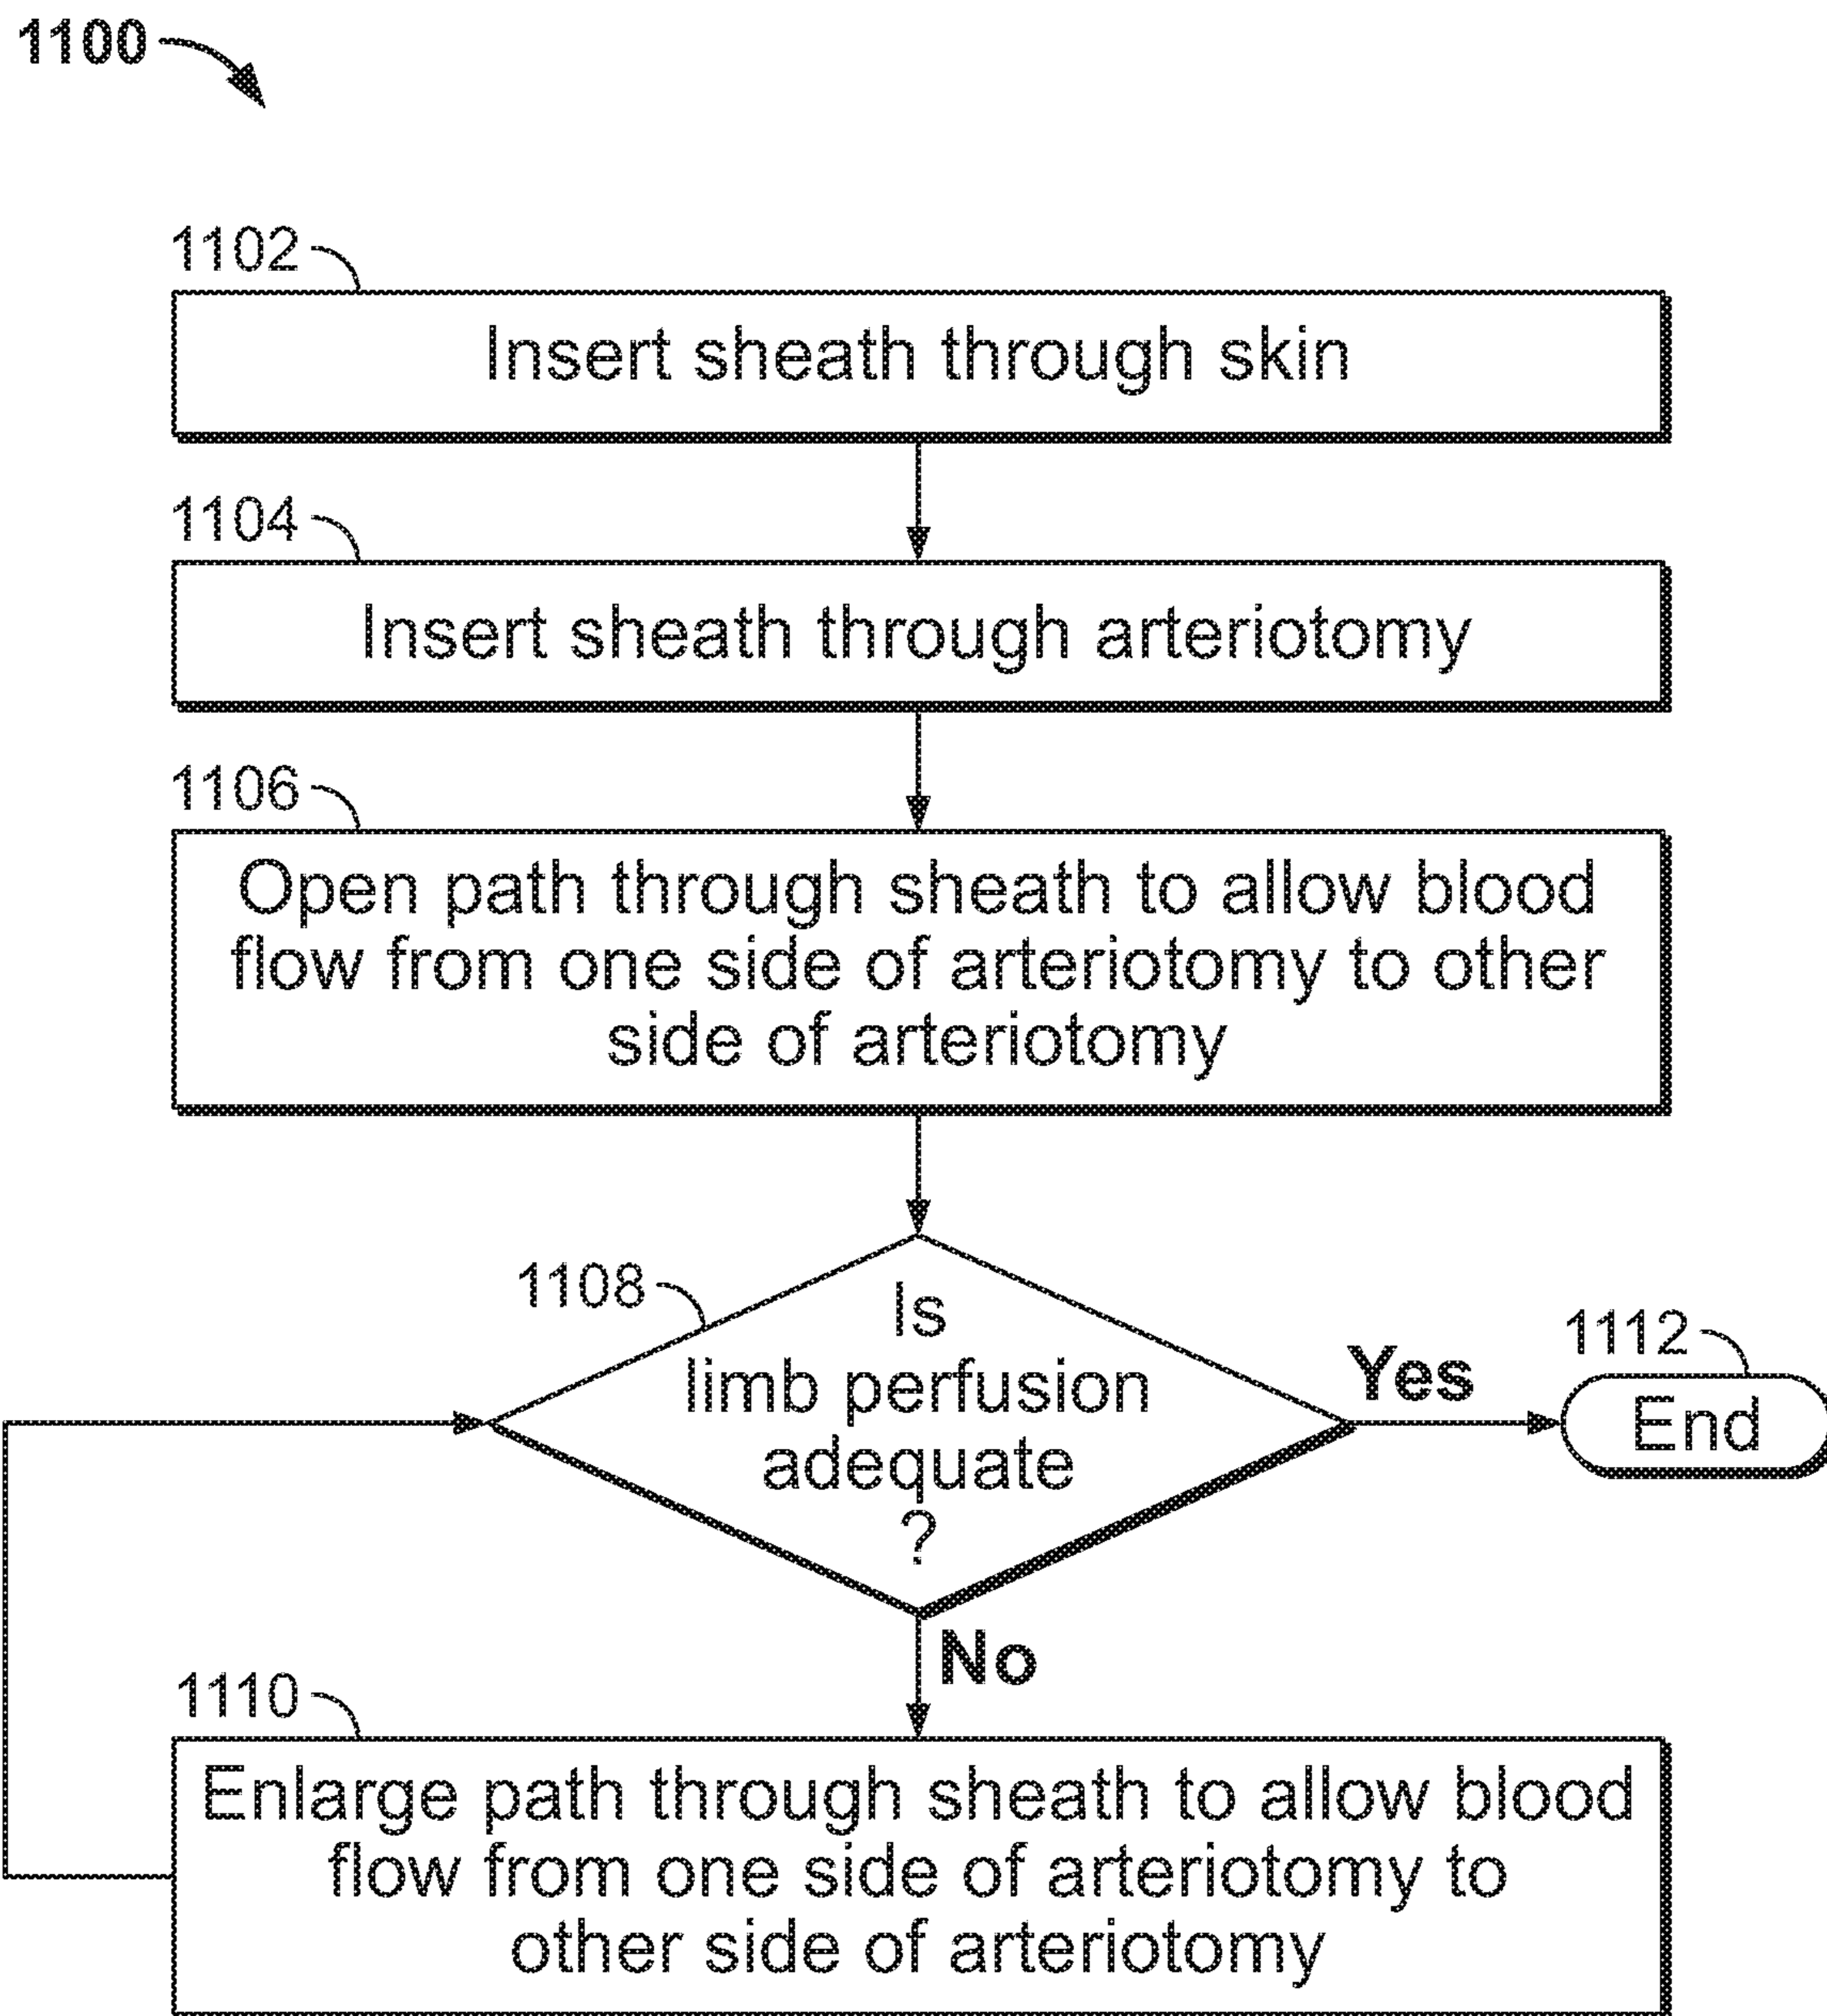 1100
1102
Insert sheath through skin
1104
Insert sheath through arteriotomy
1106
Open path through sheath to allow blood
flow from one side of arteriotomy to other
side of arteriotomy
1108
Is
limb perfusion
adequate
?
Yes
1112
End
No
1110
Enlarge path through sheath to allow blood
flow from one side of arteriotomy to
other side of arteriotomy